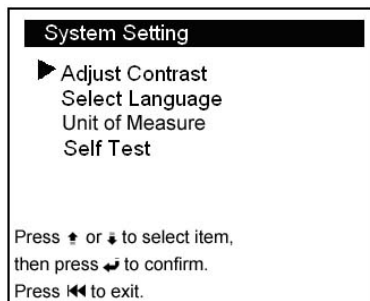 System Setting
Adjust Contrast
Select Language
Unit of Measure
Self Test
Press ⬆ or ⬇ to select item,
then press ↵ to confirm.
Press ⏮ to exit.